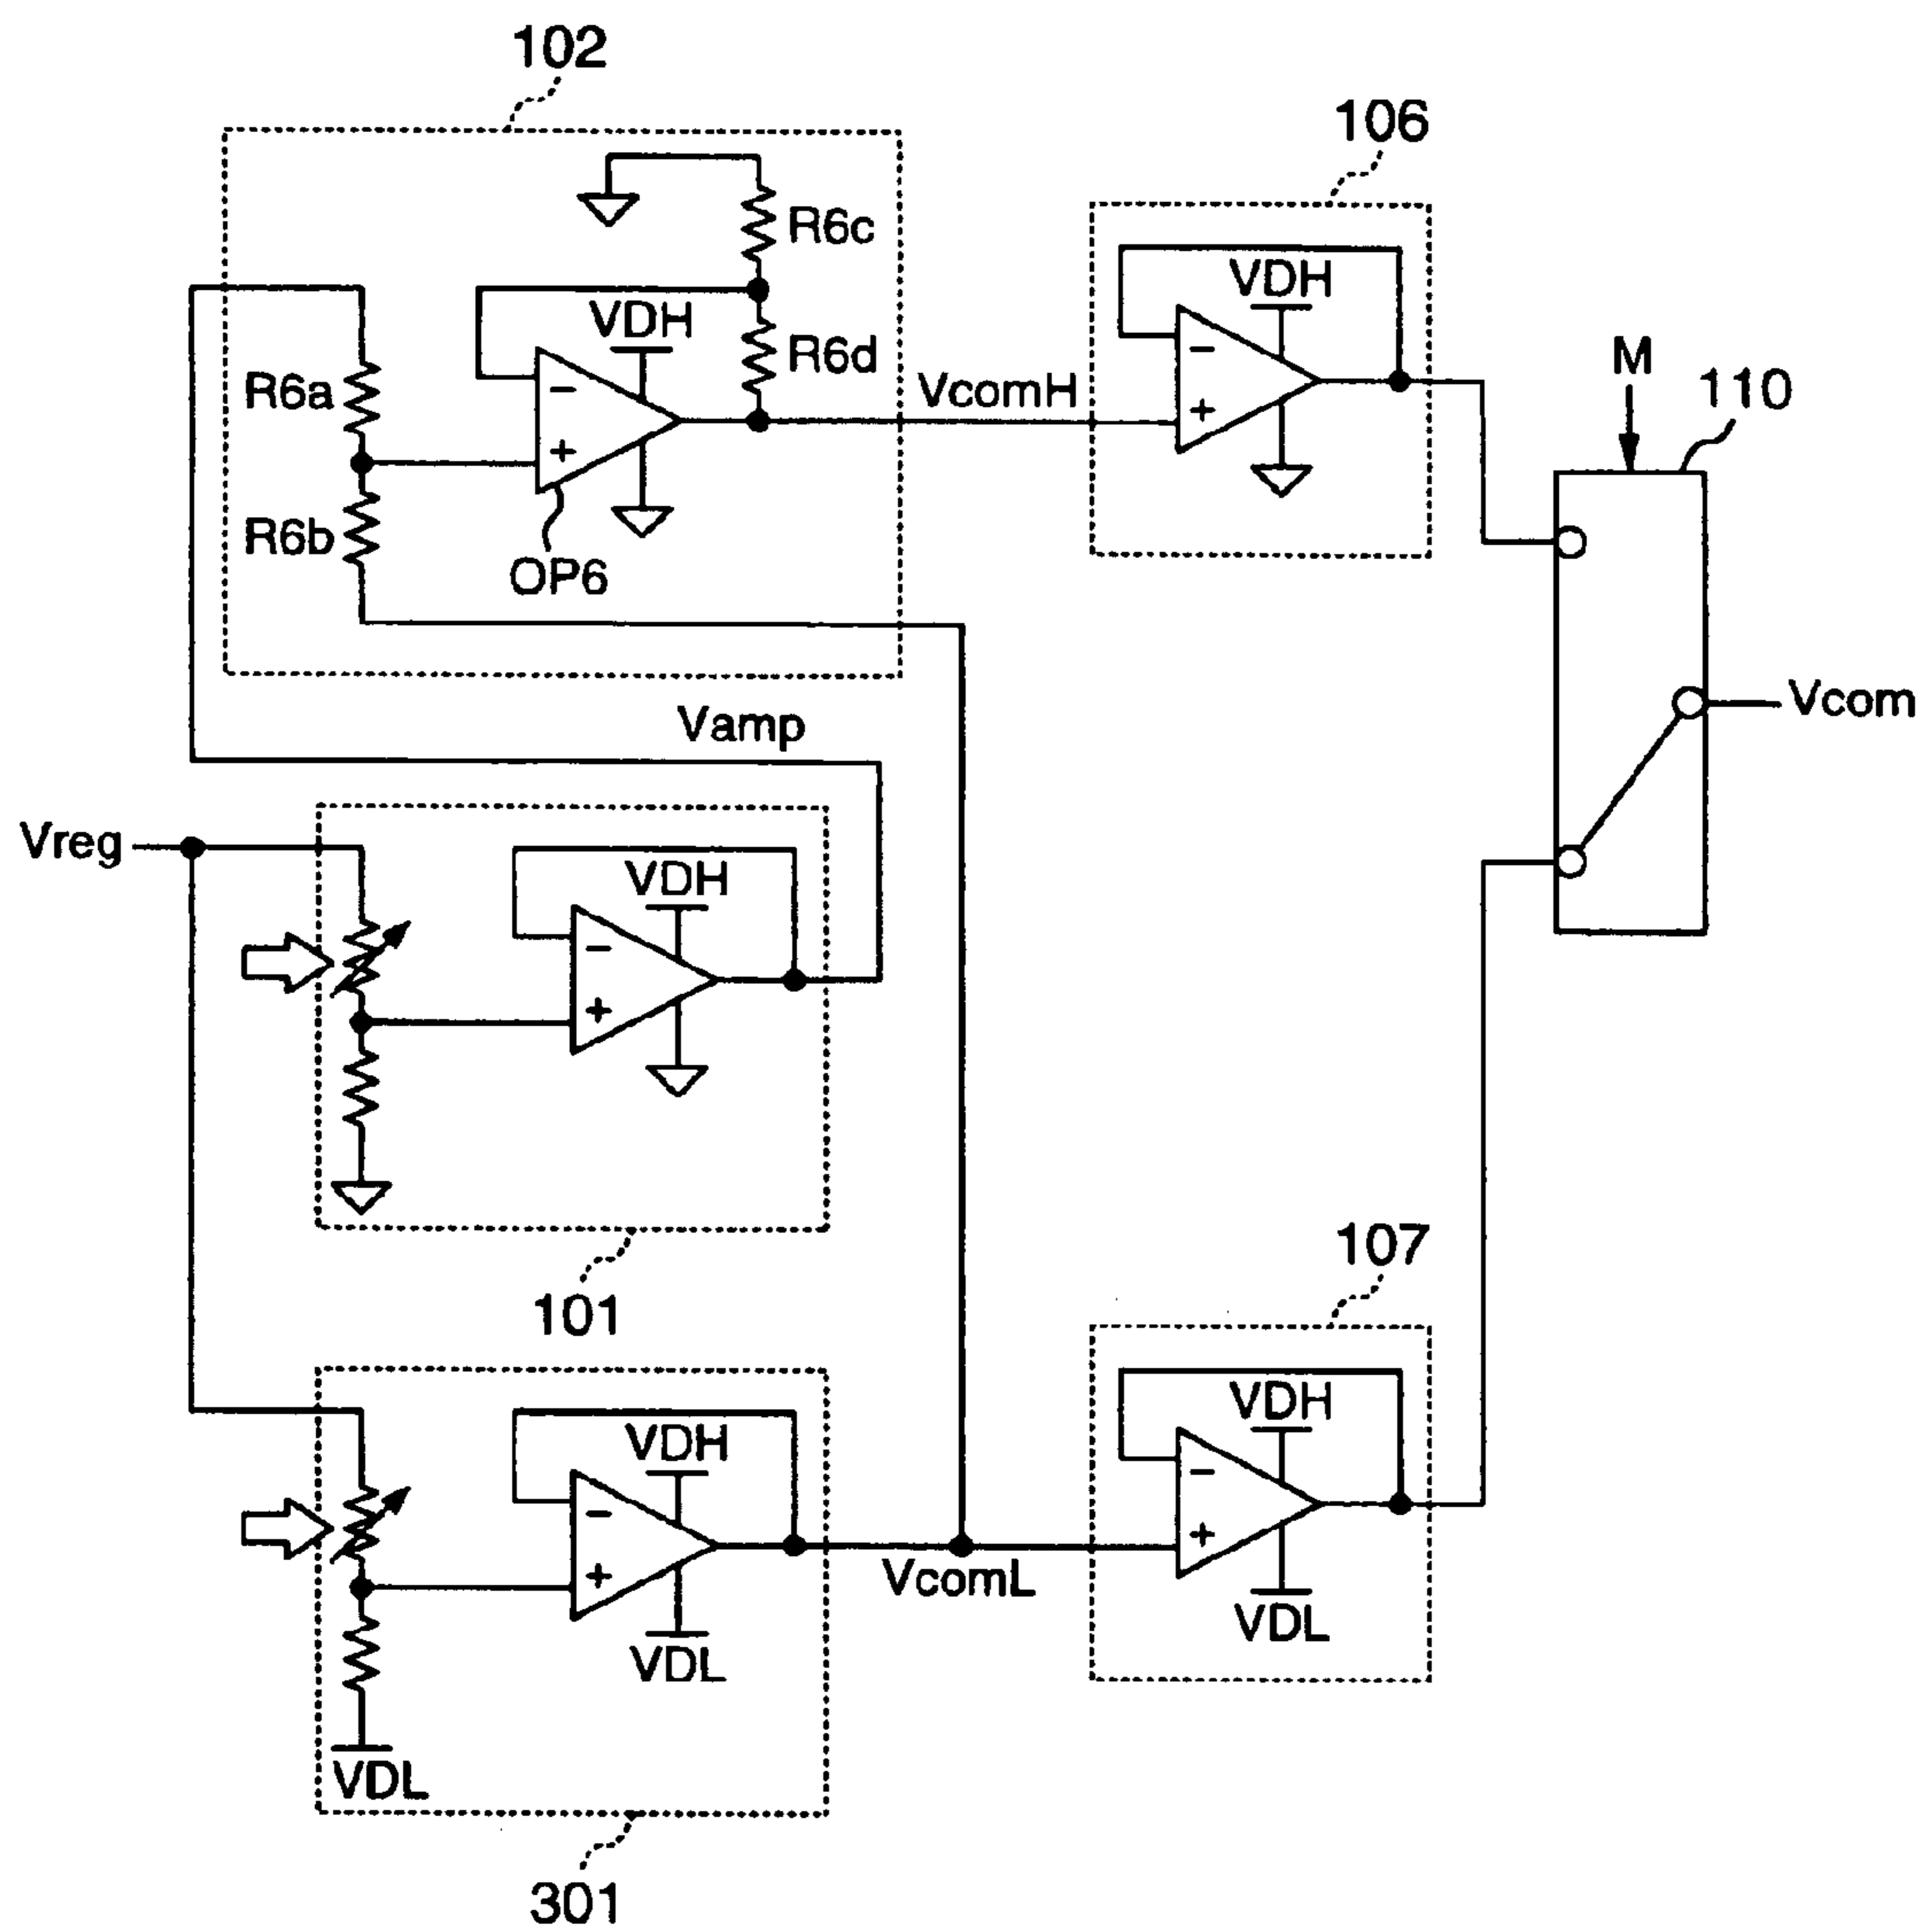 102
106
R6c
VDH
VDH
R6d
R6a
−
+
VcomH
−
+
M
110
R6b
OP6
Vamp
Vcom
Vreg
VDH
−
+
101
107
VDH
−
+
VcomL
VDL
VDL
VDH
−
+
VDL
301